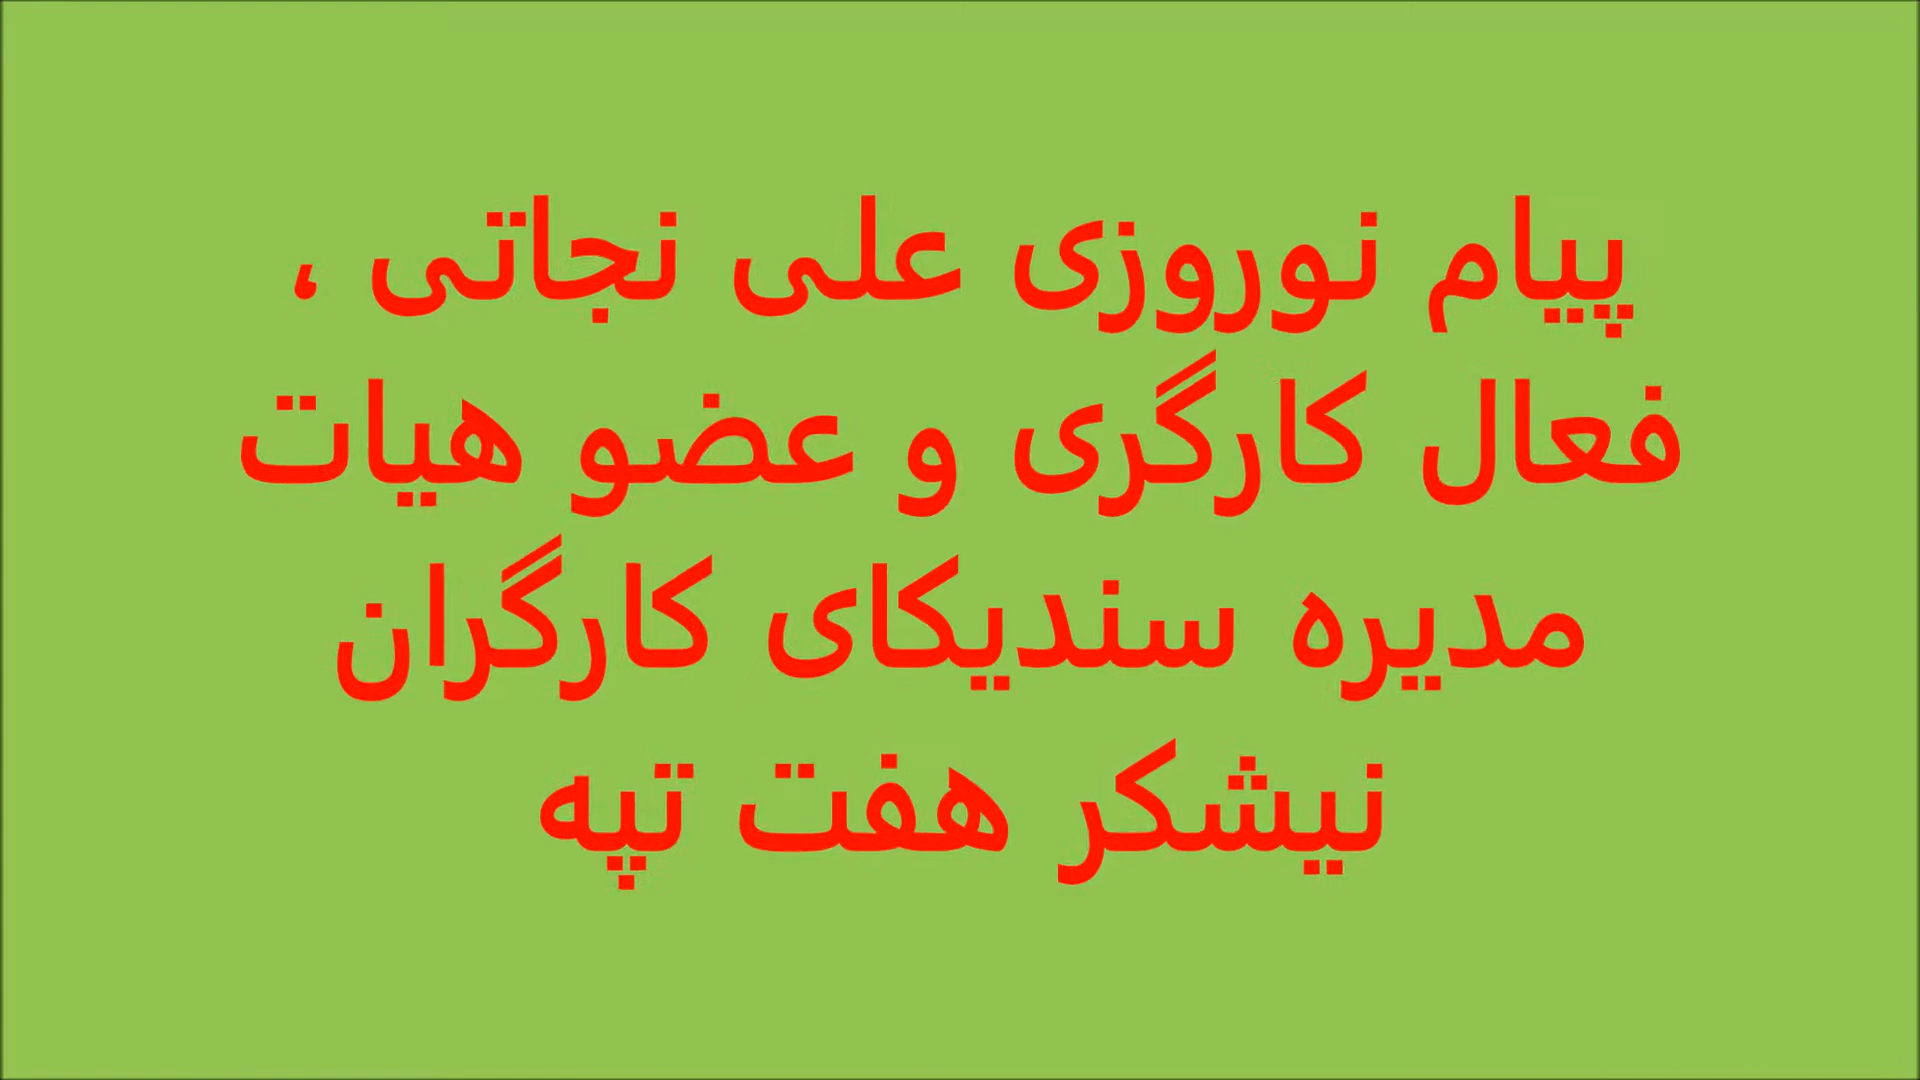 پیام نوروزی علی نجاتی ،
فعال کارگری و عضو هیات
مدیره سندیکای کارگران
نیشکر هفت تپه